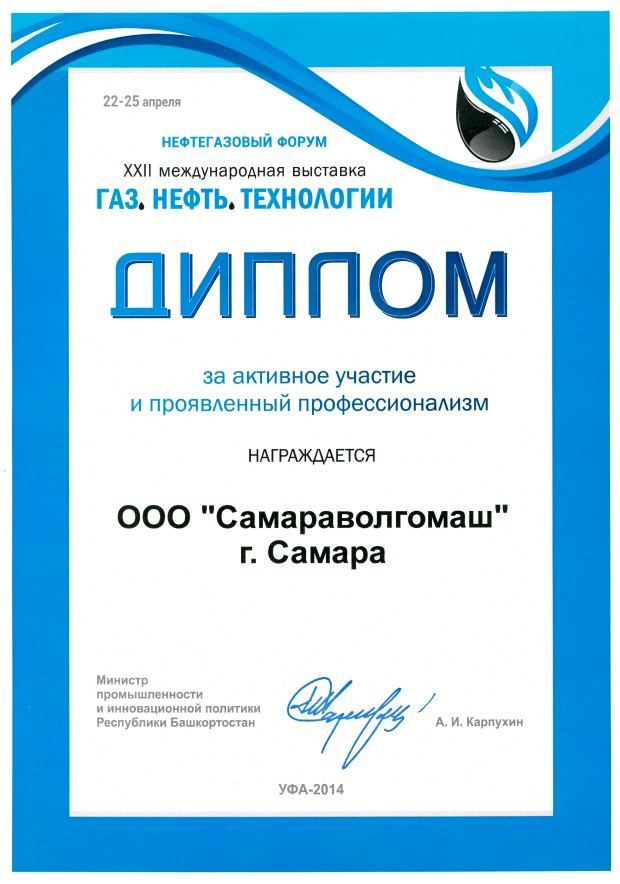 22-25 апреля
НЕФТЕГАЗОВЫЙ ФОРУМ
XXII международная выставка
ГАЗ. НЕФТЬ. ТЕХНОЛОГИИ
ДИПЛОМ
за активное участие
и проявленный профессионализм
НАГРАЖДАЕТСЯ
ООО "Самараволгомаш"
г. Самара
Министр
промышленности
и инновационной политики
Республики Башкортостан
А. И. Карпухин
УФА-2014